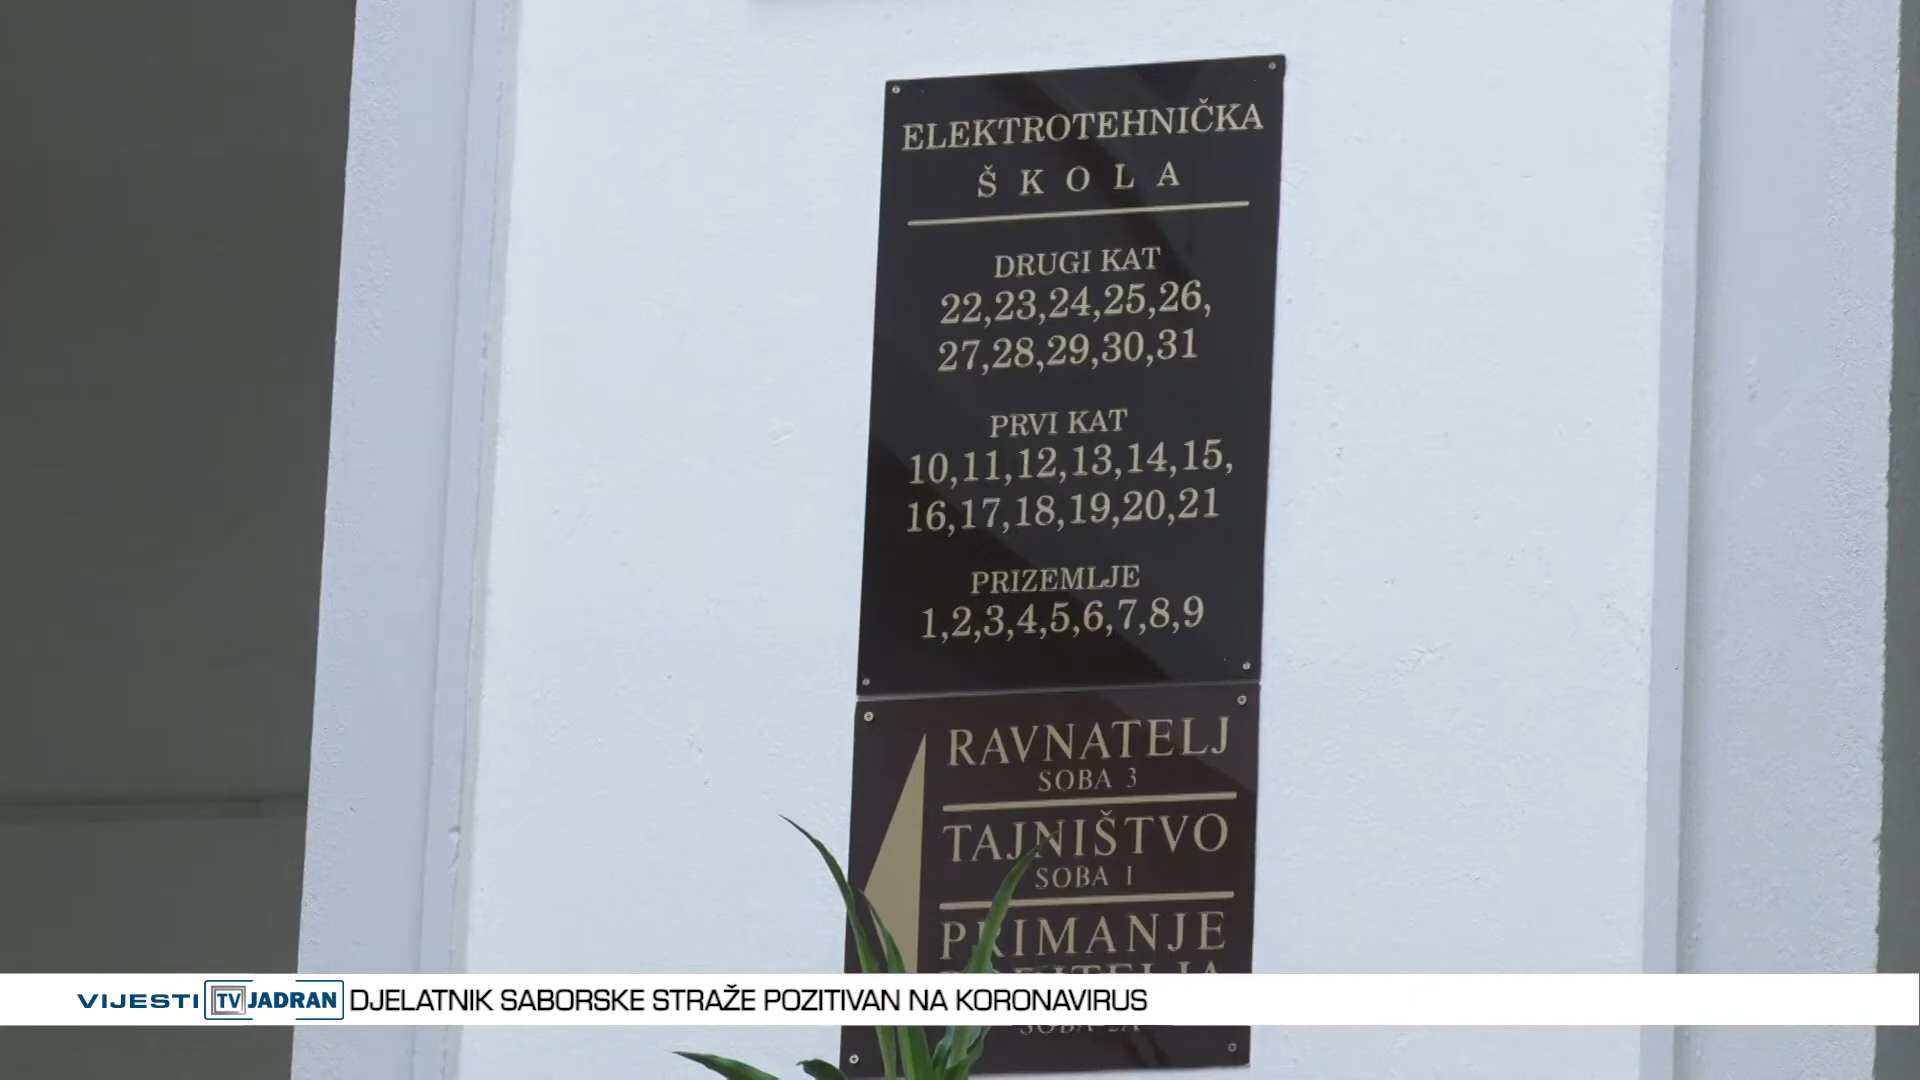 ELEKTROTEHNIČKA
ŠKOLA
DRUGI KAT
22,23,24,25,26,
27,28,29,30,31
PRVI KAT
10,11,12,13,14,15,
16,17,18,19,20,21
PRIZEMLJE
1,2,3,4,5,6,7,8,9
RAVNATELJ
SOBA 3
TAJNIŠTVO
SOBA 1
PRIMANJE
VIJESTI TV JADRAN DJELATNIK SABORSKE STRAŽE POZITIVAN NA KORONAVIRUS